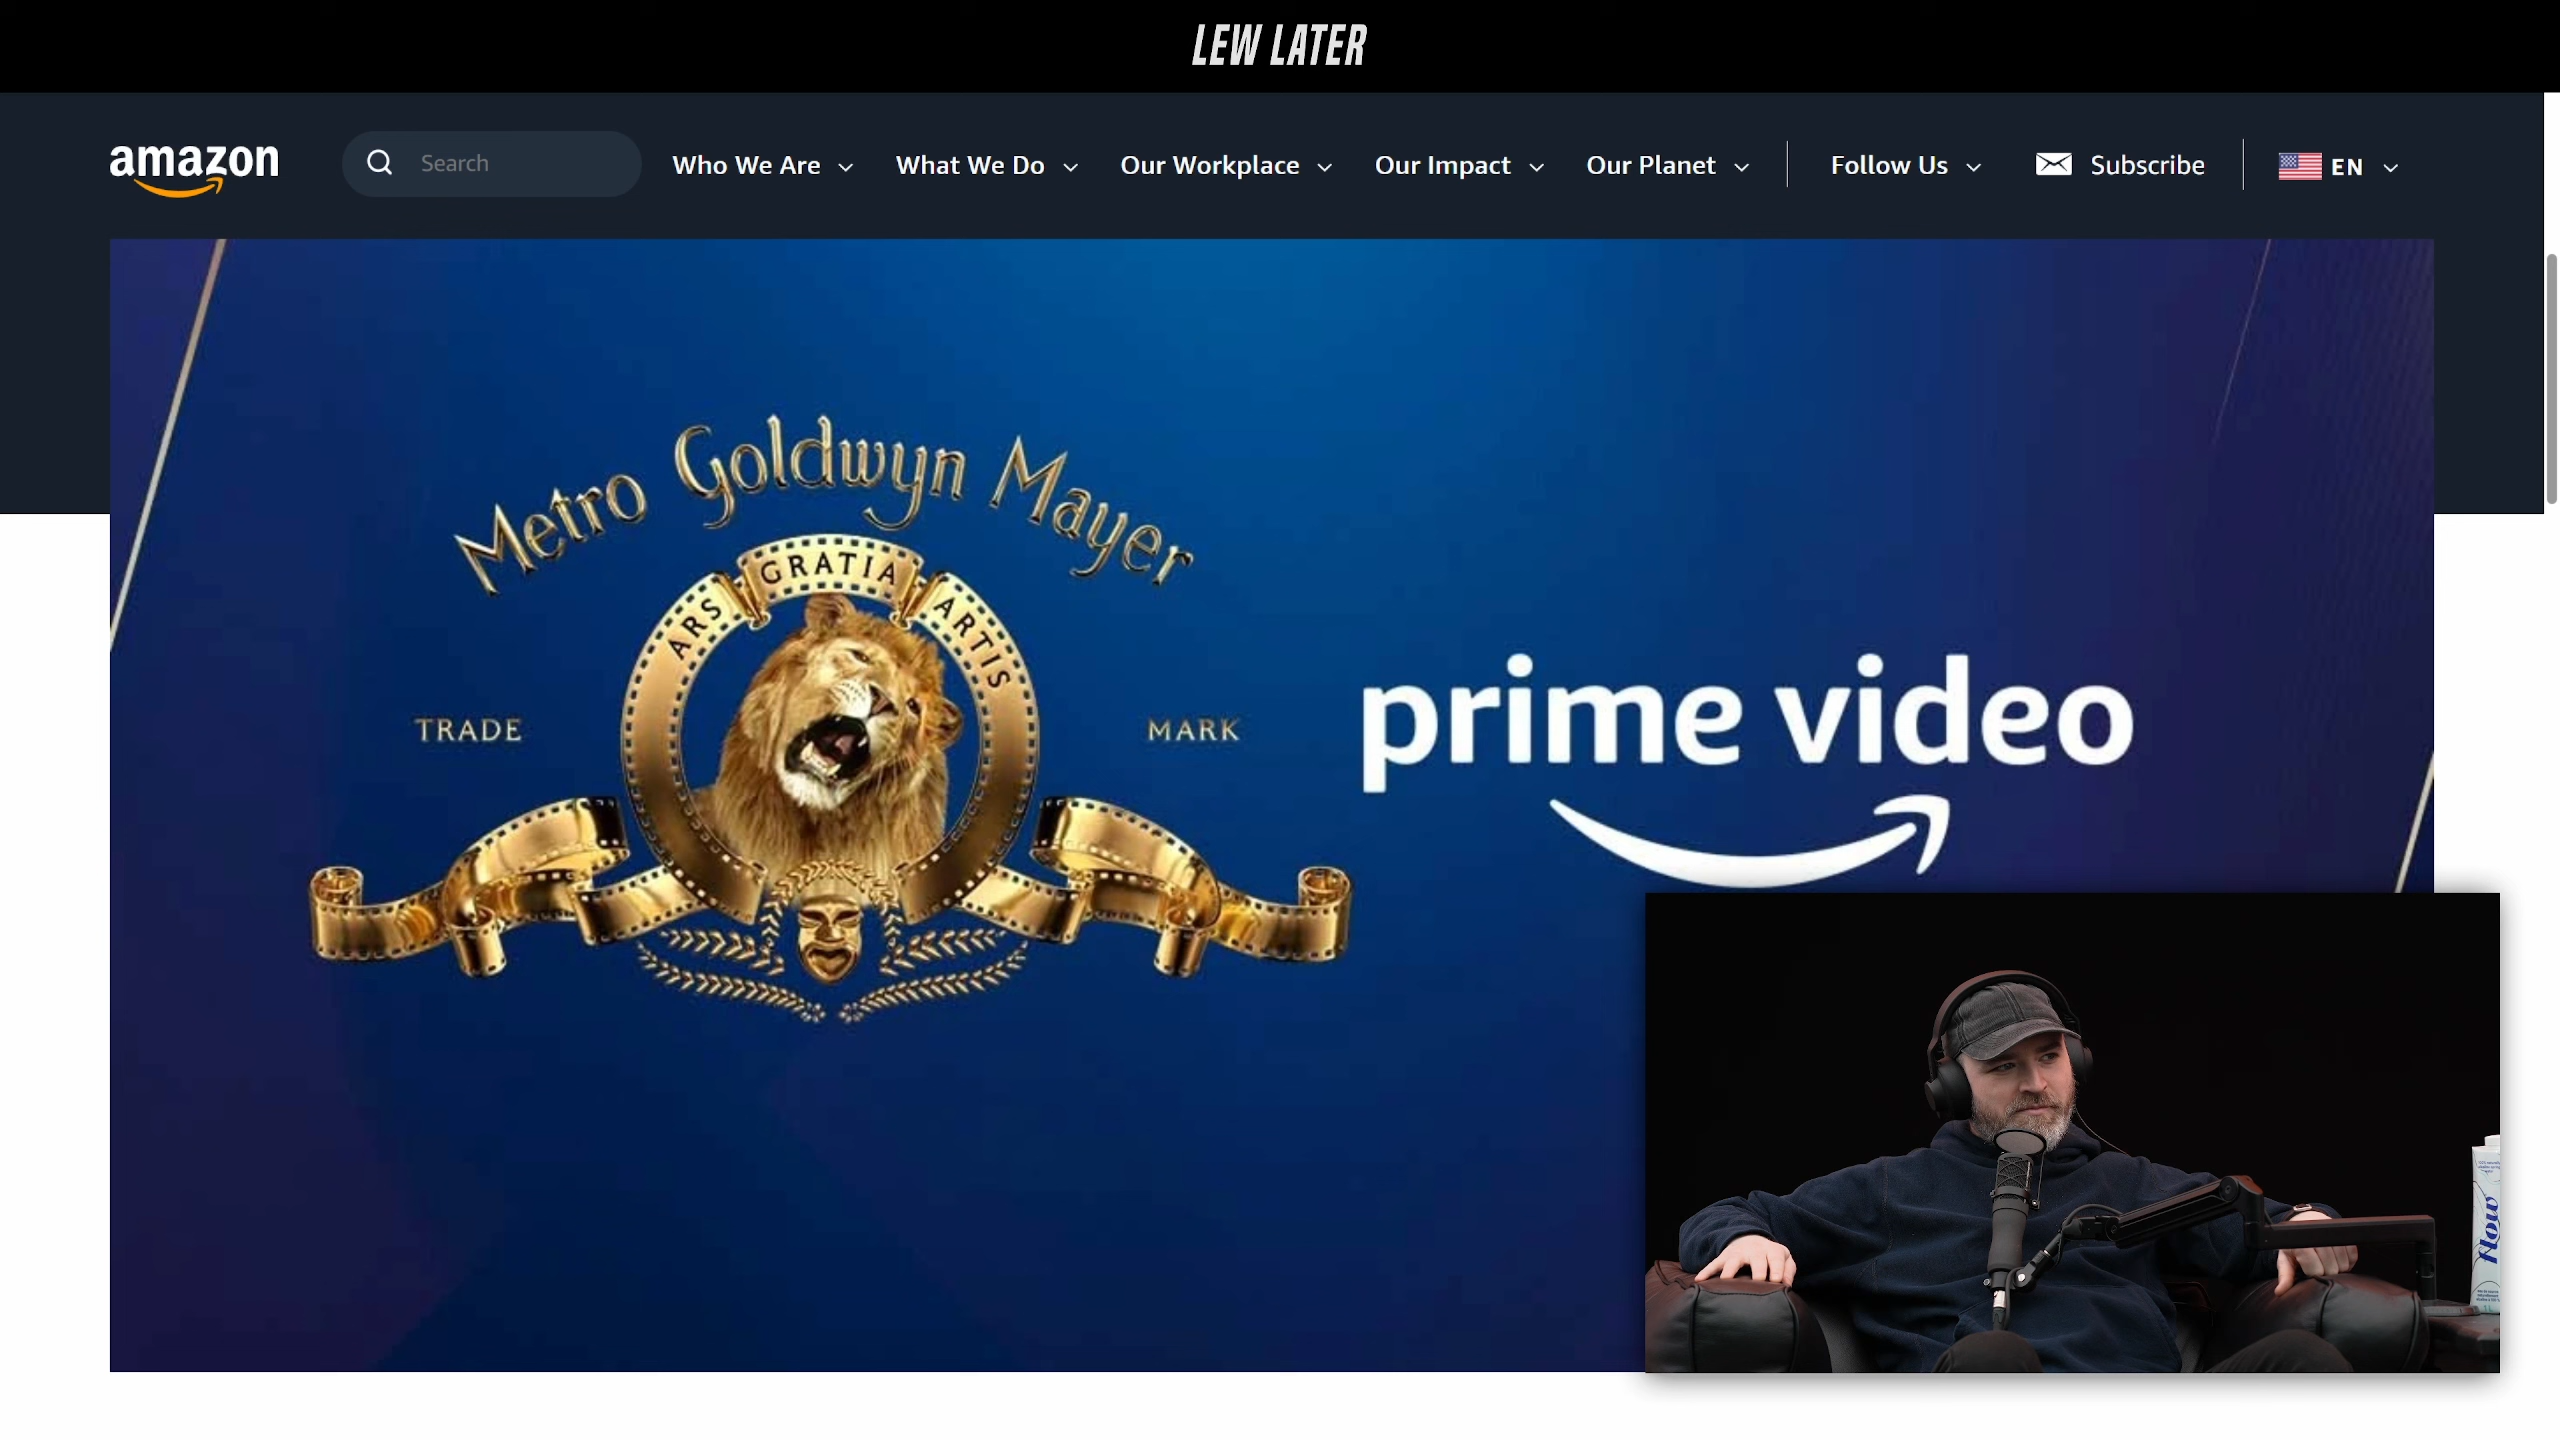 LEW LATER
amazon
Search
Who We Are
What We Do
Our Workplace
Our Impact
Our Planet
Follow Us
Subscribe
EN
Metro Goldwyn Mayer
ARS GRATIA ARTIS
TRADE
MARK
prime video
flow